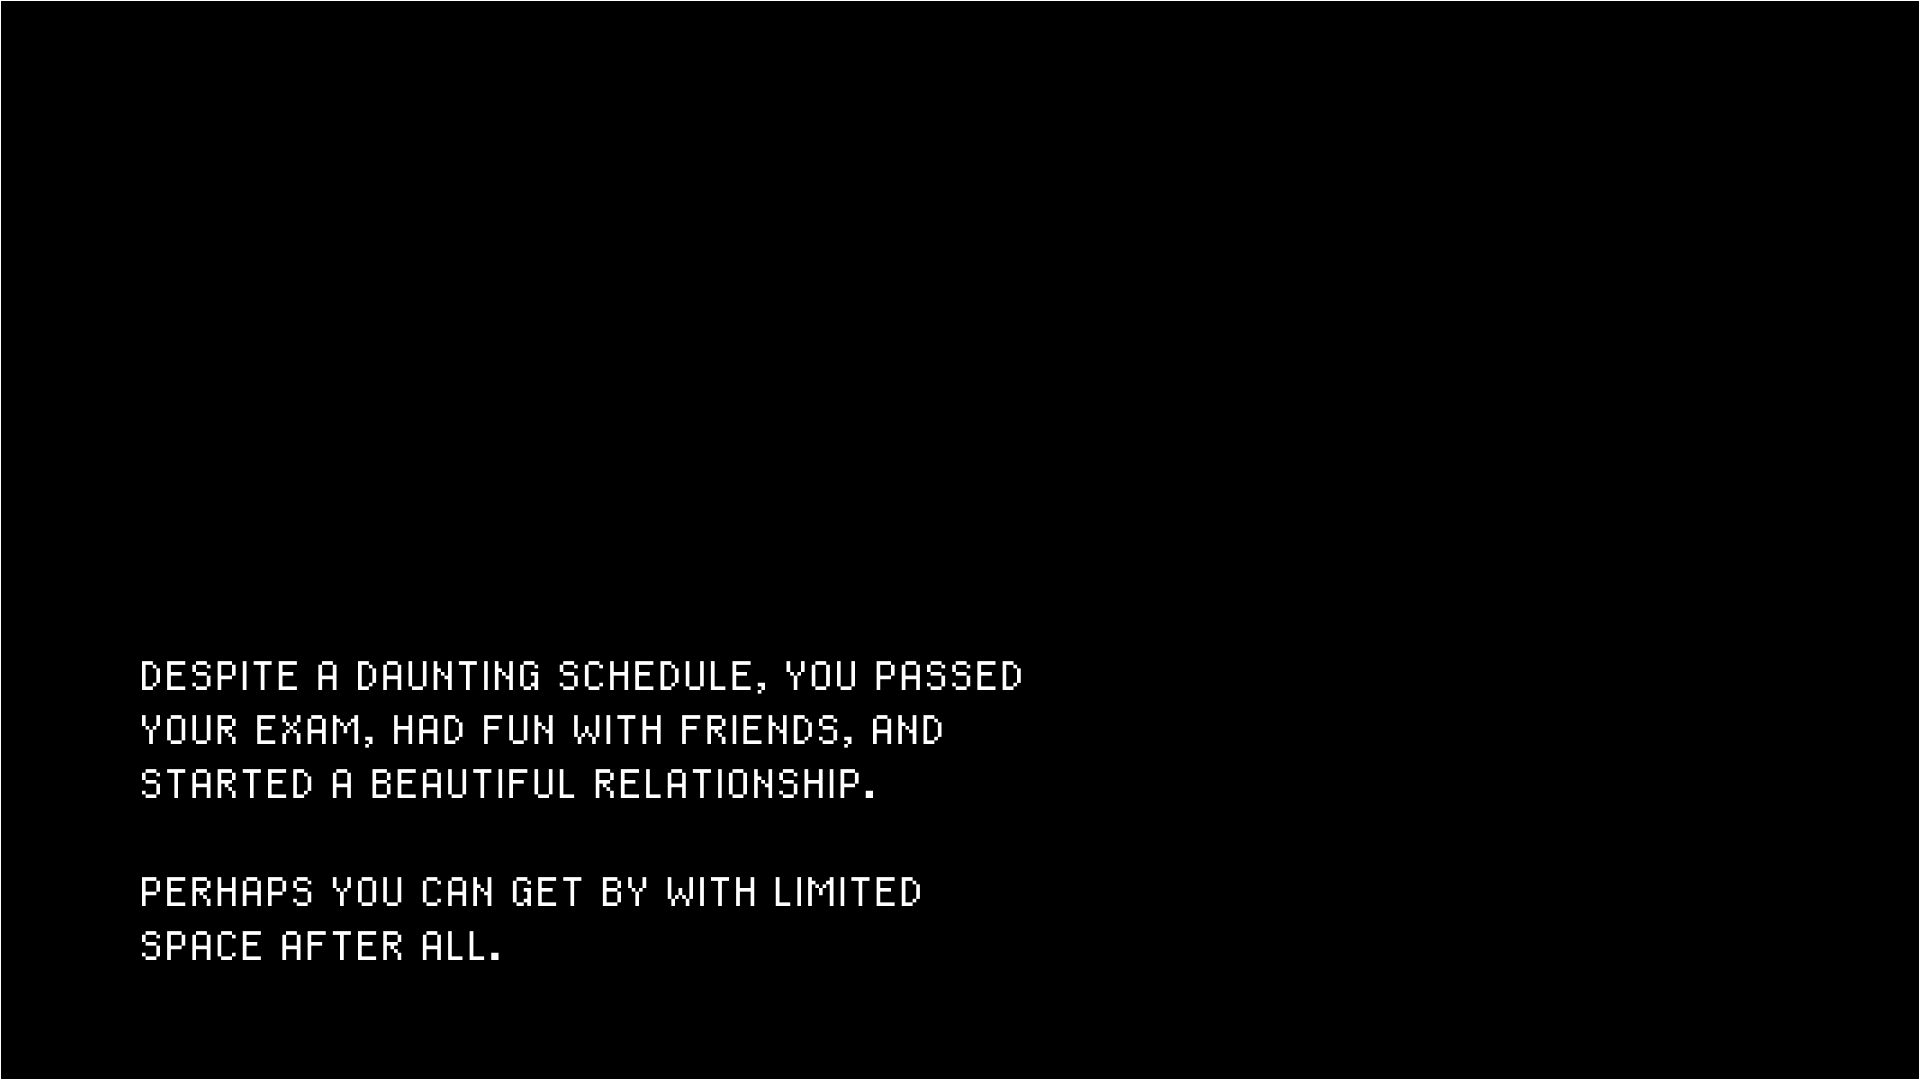 DESPITE A DAUNTING SCHEDULE, YOU PASSED
YOUR EXAM, HAD FUN WITH FRIENDS, AND
STARTED A BEAUTIFUL RELATIONSHIP.
PERHAPS YOU CAN GET BY WITH LIMITED
SPACE AFTER ALL.